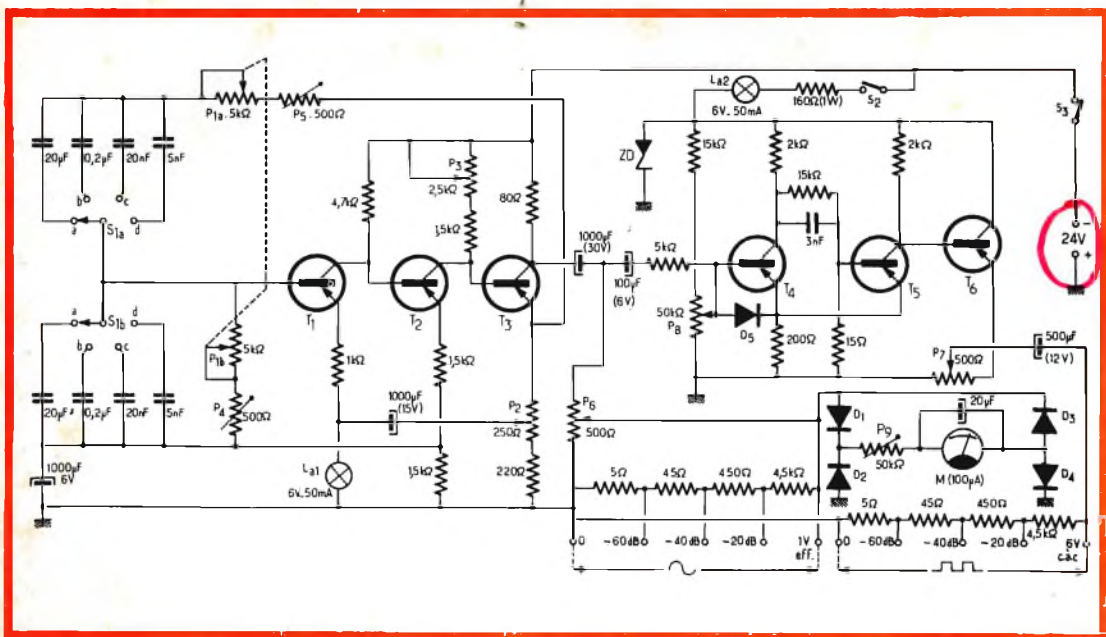 La2
6V-50mA
160Ω(1W)
S2
S3
P1a.5kΩ
P5.500Ω
20µF
0,2µF
20nF
5nF
b
c
a
S1a
d
4,7kΩ
P3
2,5kΩ
1,5kΩ
80Ω
ZD
15kΩ
2kΩ
15kΩ
3nF
2kΩ
24V
-
+
1000µF
(30V)
100µF
(6V)
5kΩ
T1
T2
T3
T4
T5
T6
a
S1b
d
b
c
P1b
5kΩ
P4
500Ω
20µF
0,2µF
20nF
5nF
1000µF
6V
1kΩ
1,5kΩ
1000µF
(15V)
P2
250Ω
La1
6V.50mA
1,5kΩ
220Ω
50kΩ
P8
D5
200Ω
15Ω
P7
500Ω
500µF
(12V)
P6
500Ω
D1
D2
P9
50kΩ
20µF
M (100µA)
D3
D4
5Ω
45Ω
450Ω
4,5kΩ
5Ω
45Ω
450Ω
4,5kΩ
0
-60dB
-40dB
-20dB
1V
eff.
0
-60dB
-40dB
-20dB
6V
càc